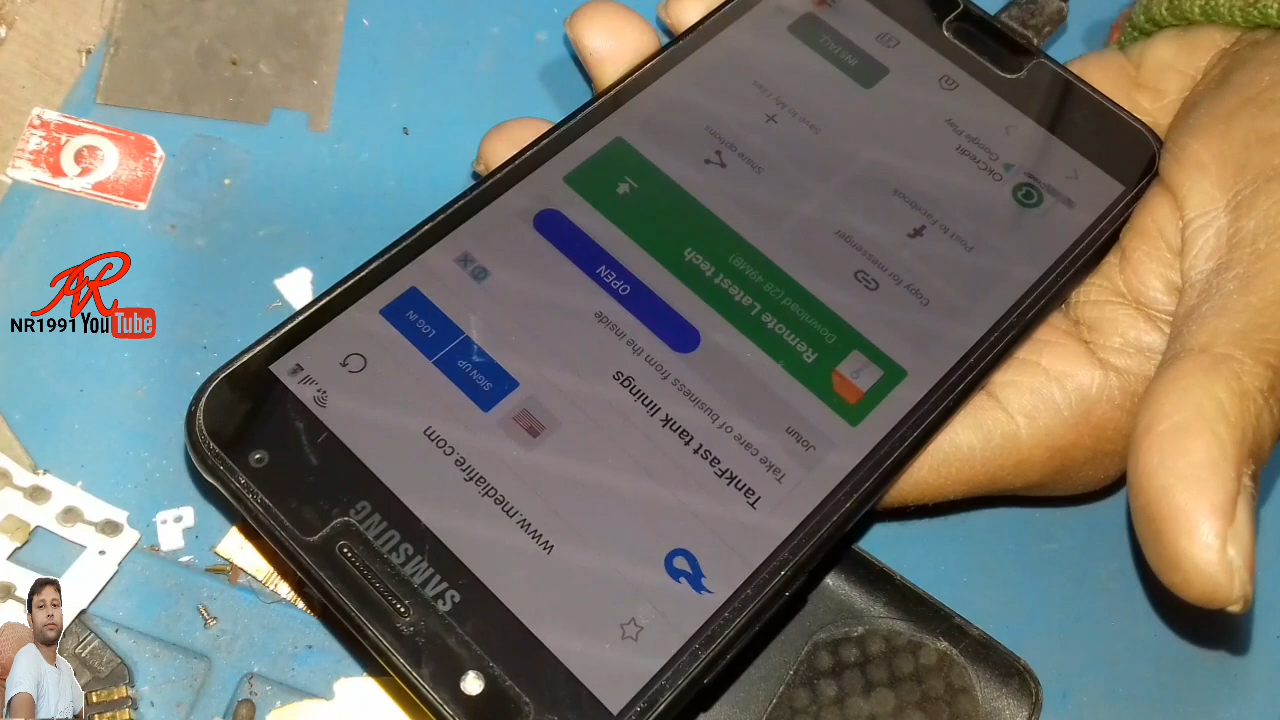 NR1991 YouTube
SAMSUNG
www.mediafire.com
LOG IN
SIGN UP
TankFast tank linings
Take care of business from the inside
Jotun
OPEN
Remote Latest tech
Download (28.49MB)
Share options
Save to My Files
Copy for messenger
Post to Facebook
OkCredit
Google Play
INSTALL